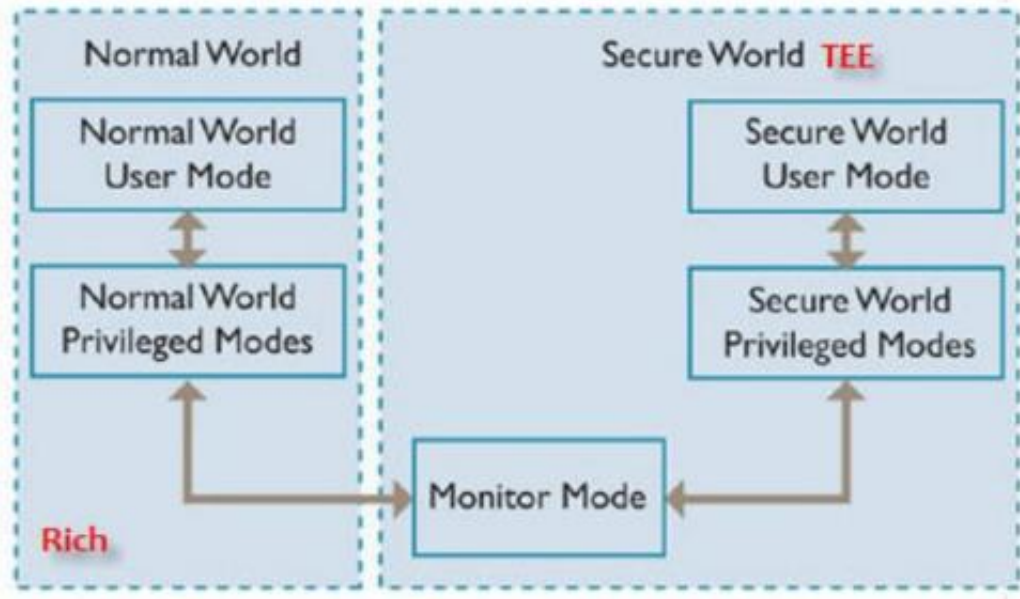 Normal World
Secure World TEE
Normal World
User Mode
Secure World
User Mode
Normal World
Privileged Modes
Secure World
Privileged Modes
Monitor Mode
Rich